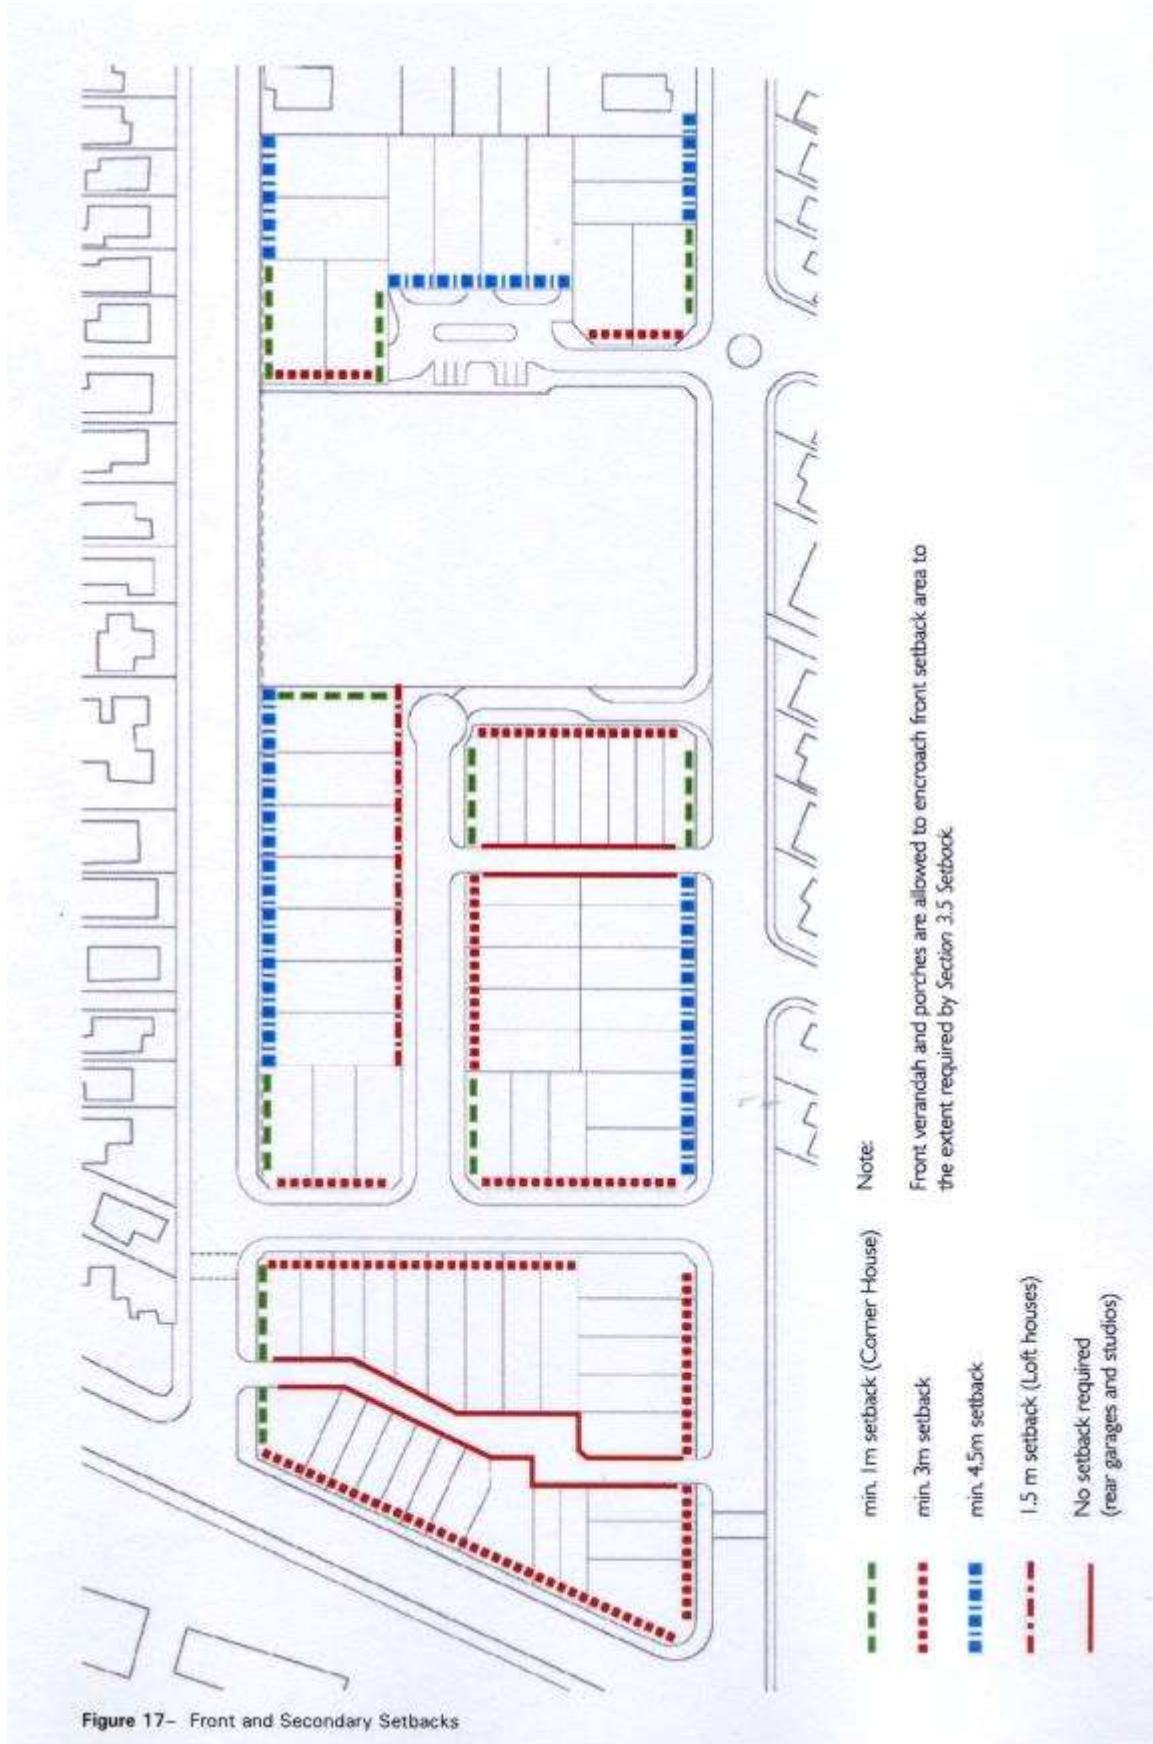 min. 1m setback (Corner House)
min. 3m setback
min. 4.5m setback
1.5 m setback (Loft houses)
No setback required
(rear garages and studios)
Note:
Front verandah and porches are allowed to encroach front setback area to
the extent required by Section 3.5 Setback.
Figure 17– Front and Secondary Setbacks